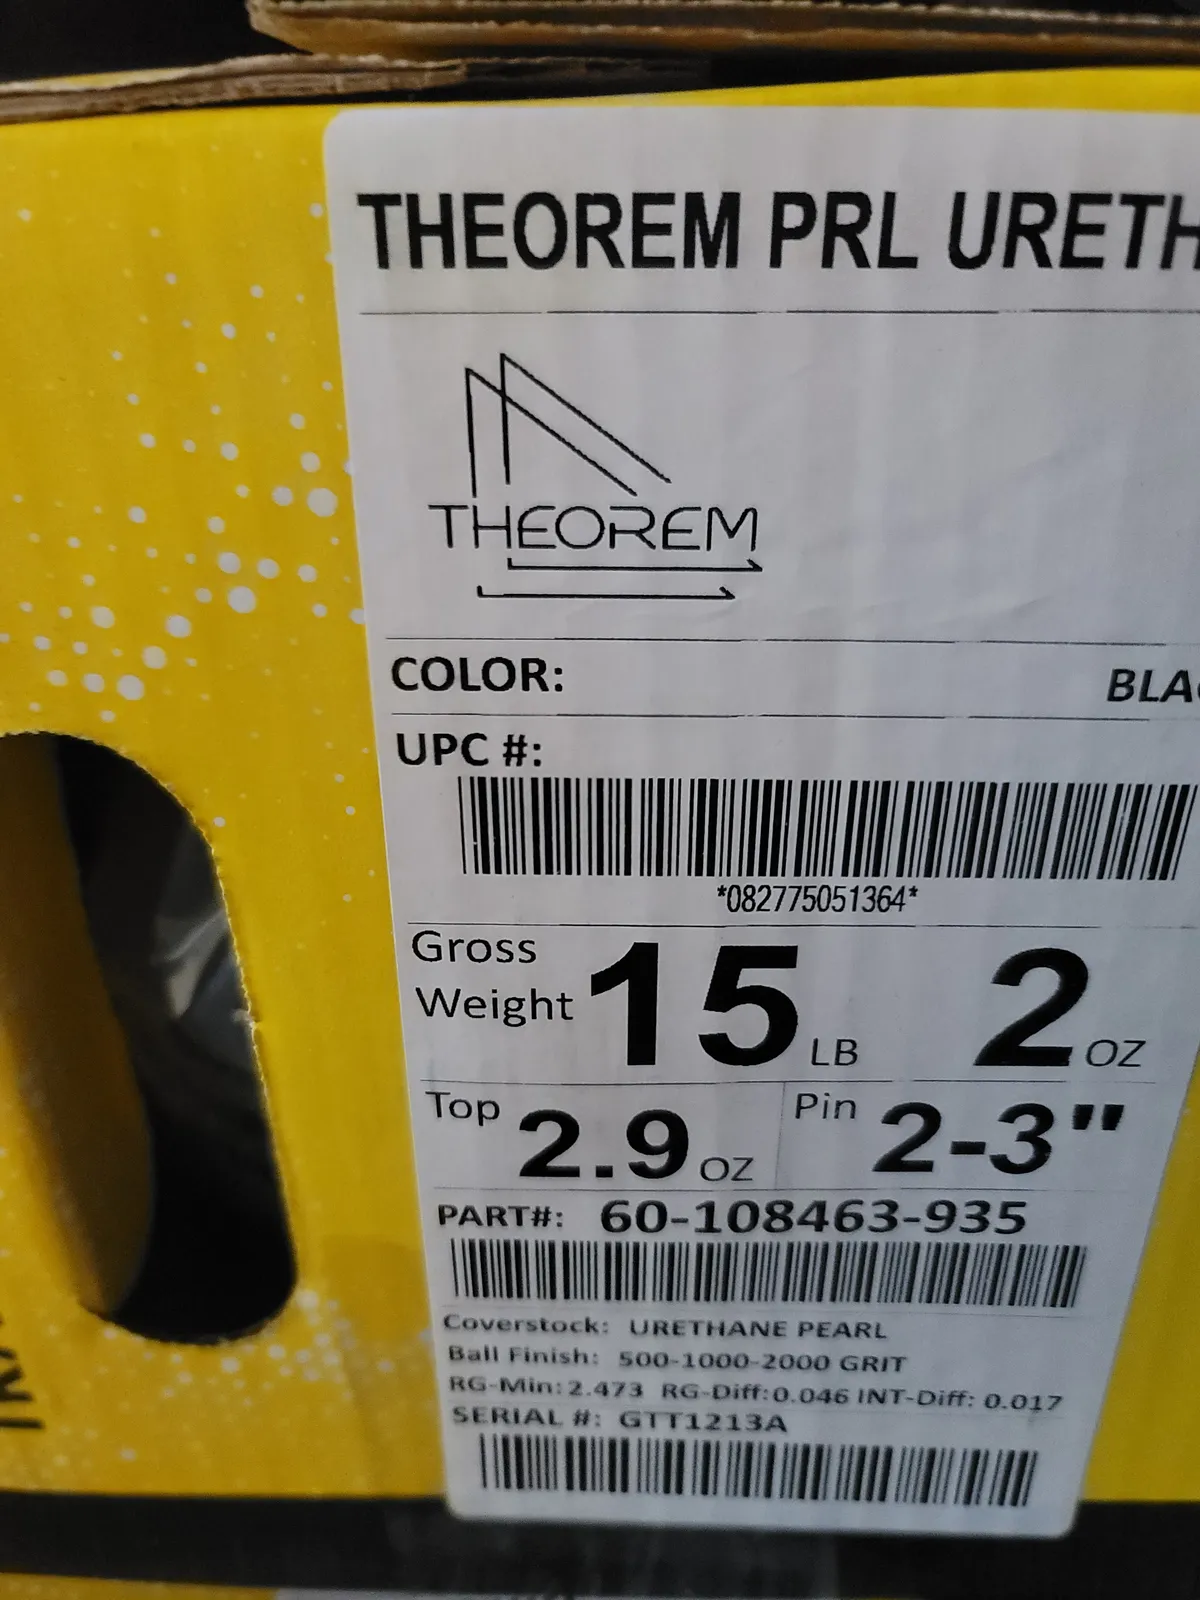 THEOREM PRL URETH
THEOREM
COLOR: BLAC
UPC #:
*082775051364*
Gross Weight 15 LB 2 OZ
Top 2.9 OZ Pin 2-3"
PART#: 60-108463-935
Coverstock: URETHANE PEARL
Ball Finish: 500-1000-2000 GRIT
RG-Min: 2.473 RG-Diff: 0.046 INT-Diff: 0.017
SERIAL #: GTT1213A